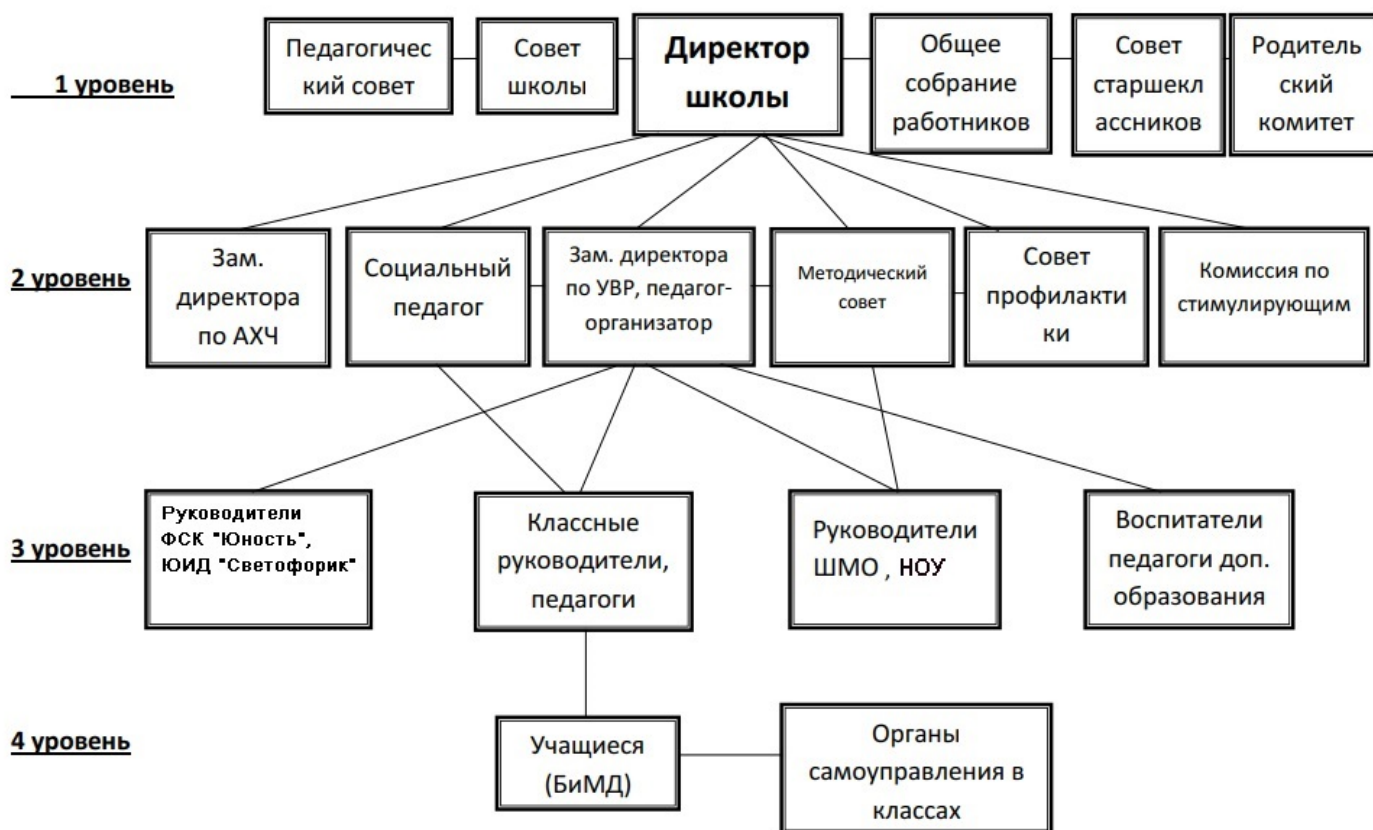 1 уровень
Педагогичес
кий совет
Совет
школы
Директор
школы
Общее
собрание
работников
Совет
старшекл
ассников
Родитель
ский
комитет
2 уровень
Зам.
директора
по АХЧ
Социальный
педагог
Зам. директора
по УВР, педагог-
организатор
Методический
совет
Совет
профилакти
ки
Комиссия по
стимулирующим
3 уровень
Руководители
ФСК "Юность",
ЮИД "Светофорик"
Классные
руководители,
педагоги
Руководители
ШМО , НОУ
Воспитатели
педагоги доп.
образования
4 уровень
Учащиеся
(БиМД)
Органы
самоуправления в
классах